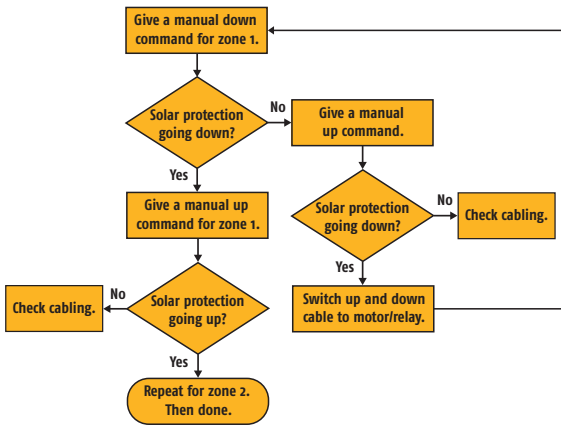 Give a manual down
command for zone 1.
Solar protection
going down?
No
Give a manual
up command.
Yes
Give a manual up
command for zone 1.
Solar protection
going down?
No
Check cabling.
Yes
Switch up and down
cable to motor/relay.
Solar protection
going up?
No
Check cabling.
Yes
Repeat for zone 2.
Then done.